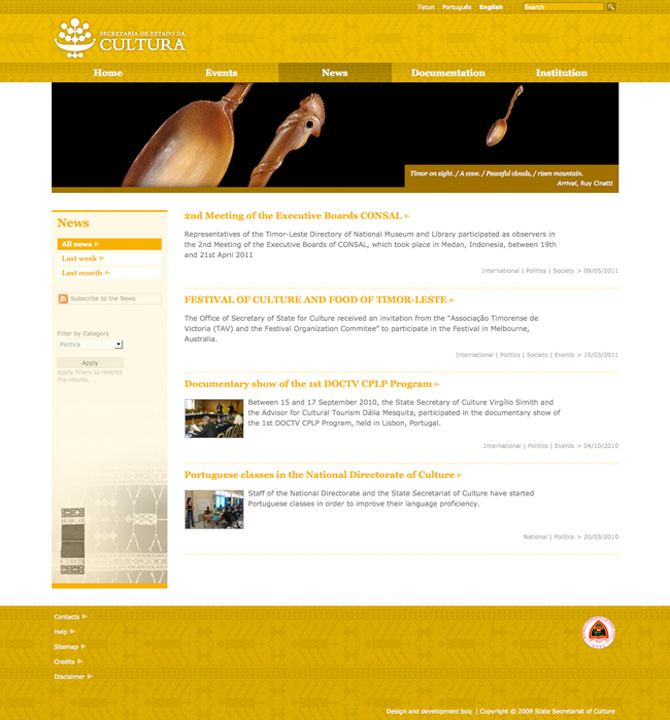 Tetun Português English Search
SECRETARIA DE ESTADO DA
CULTURA
Home Events News Documentation Institution
Timor on sight. / A cove. / Peaceful clouds, / risen mountain.
Arrival, Ruy Cinatti
News
All news
Last week
Last month
Subscribe to the News
Filter by Category
Politics
Apply
Apply filters to restrict
the results.
2nd Meeting of the Executive Boards CONSAL
Representatives of the Timor-Leste Directory of National Museum and Library participated as observers in
the 2nd Meeting of the Executive Boards of CONSAL, which took place in Medan, Indonesia, between 19th
and 21st April 2011
International | Politics | Society > 09/05/2011
FESTIVAL OF CULTURE AND FOOD OF TIMOR-LESTE
The Office of Secretary of State for Culture received an invitation from the “Associação Timorense de
Victoria (TAV) and the Festival Organization Commitee” to participate in the Festival in Melbourne,
Australia.
International | Politics | Society | Events > 15/03/2011
Documentary show of the 1st DOCTV CPLP Program
Between 15 and 17 September 2010, the State Secretary of Culture Virgílio Smith and
the Advisor for Cultural Tourism Dália Mesquita, participated in the documentary show of
the 1st DOCTV CPLP Program, held in Lisbon, Portugal.
International | Politics | Events > 04/10/2010
Portuguese classes in the National Directorate of Culture
Staff of the National Directorate and the State Secretariat of Culture have started
Portuguese classes in order to improve their language proficiency.
National | Politics > 20/03/2010
Contacts
Help
Sitemap
Credits
Disclaimer
Design and development boq | Copyright © 2009 State Secretariat of Culture